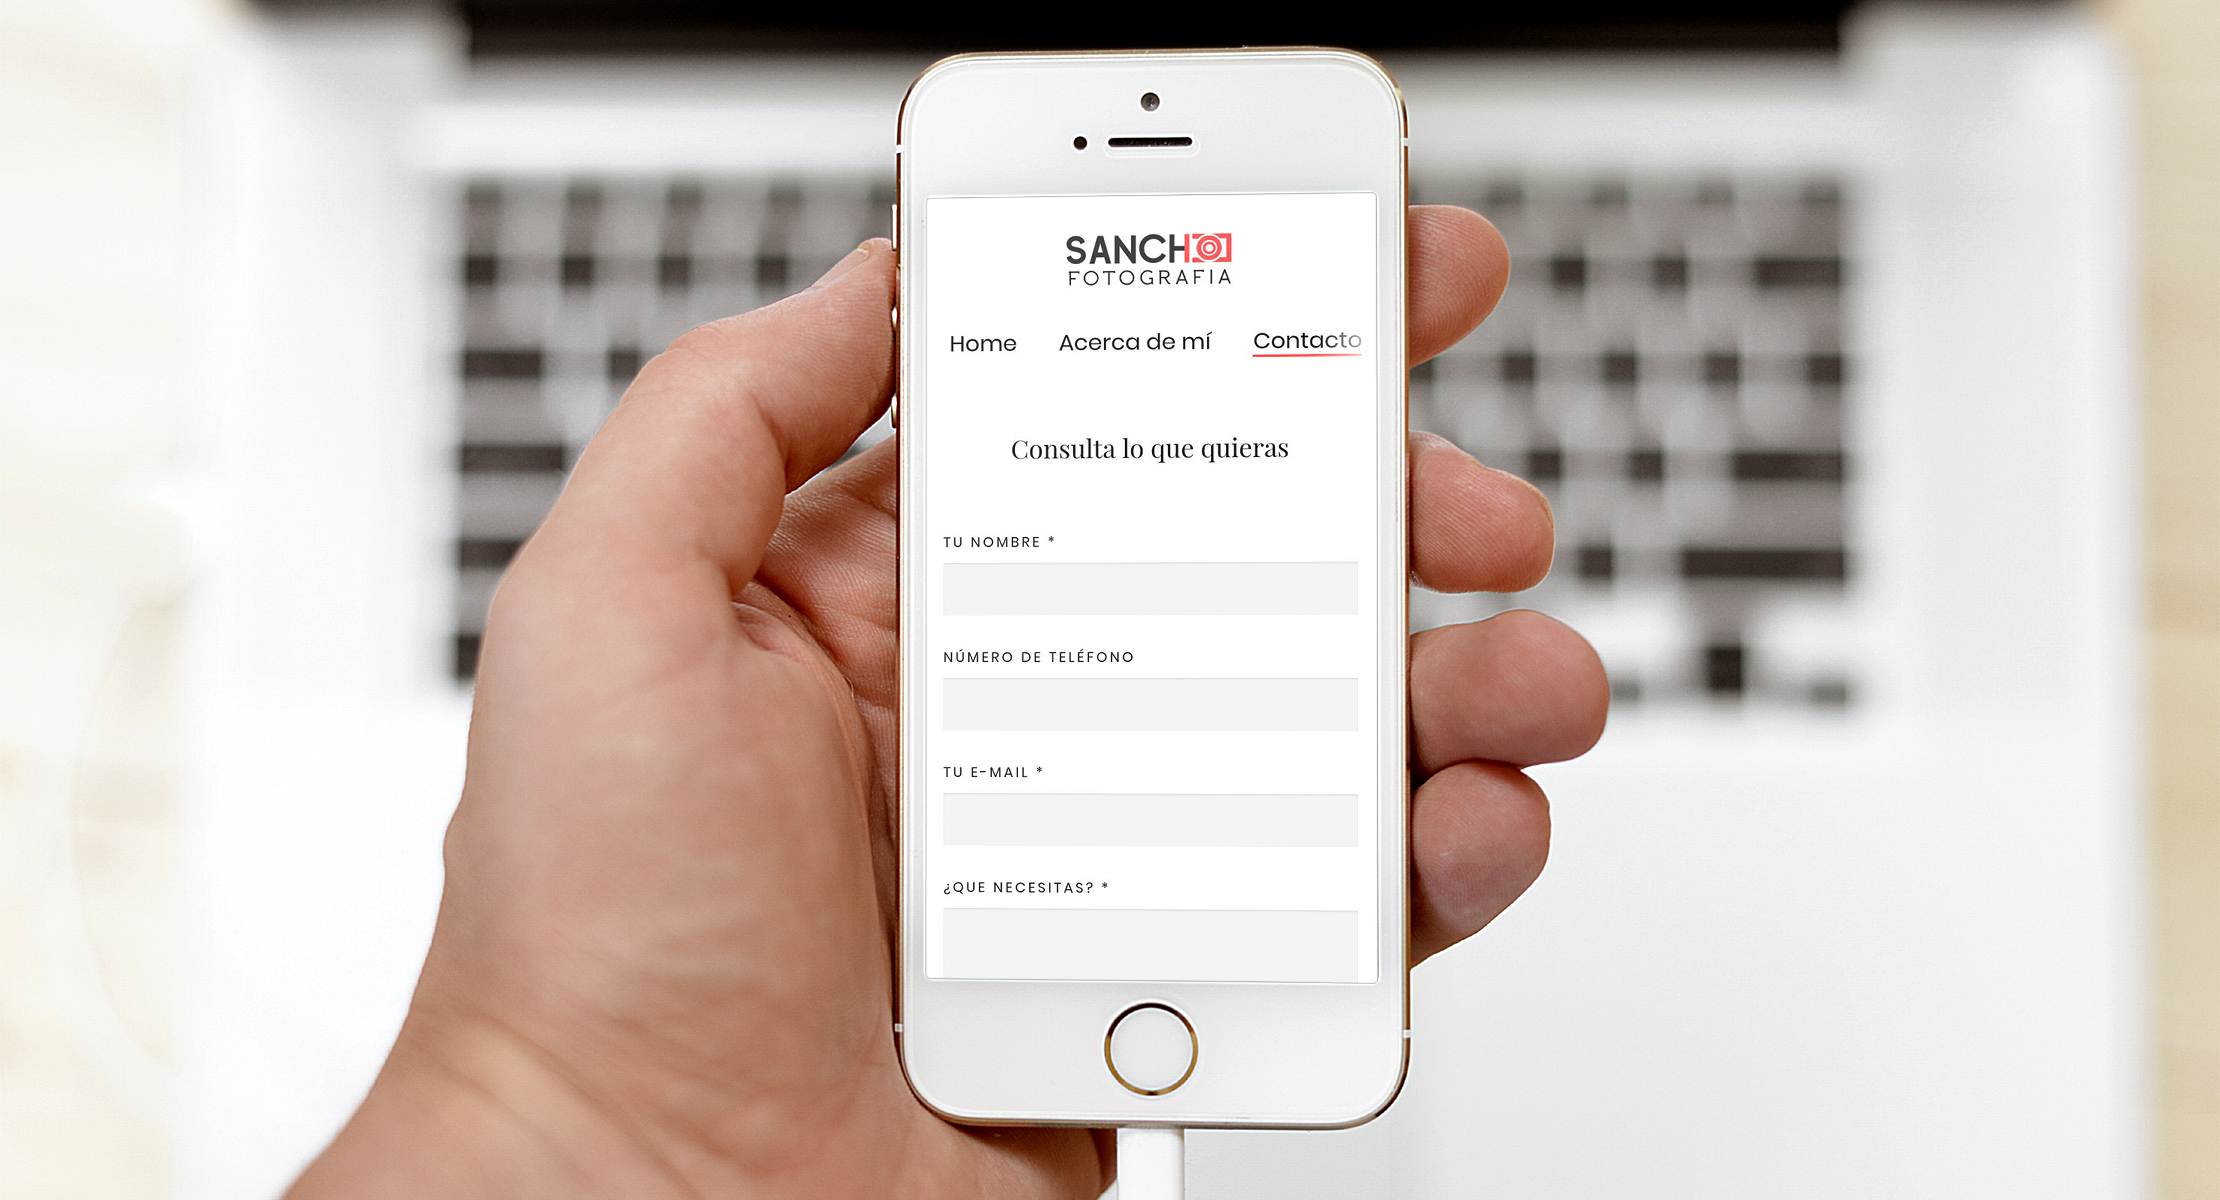 SANCHO
FOTOGRAFIA
Home Acerca de mí Contacto
Consulta lo que quieras
TU NOMBRE *
NÚMERO DE TELÉFONO
TU E-MAIL *
¿QUE NECESITAS? *